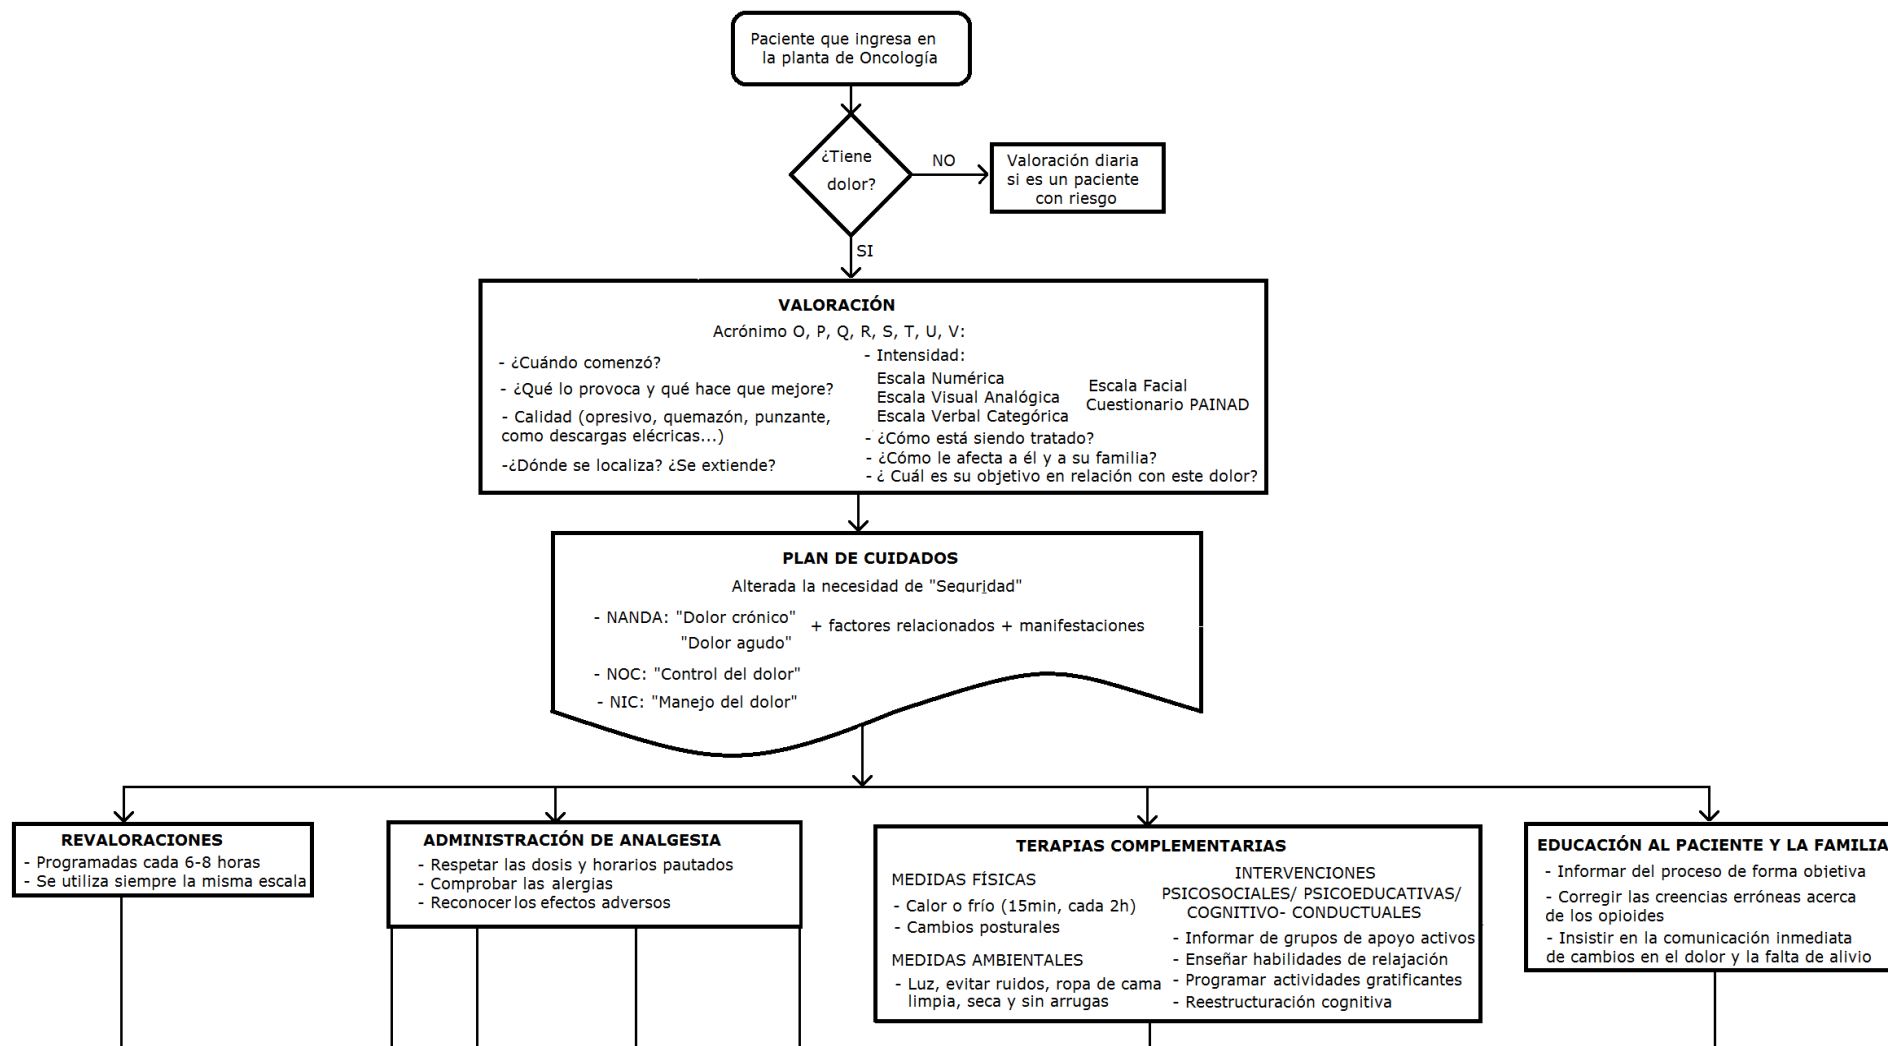 Paciente que ingresa en
la planta de Oncología
¿Tiene
dolor?
NO
Valoración diaria
si es un paciente
con riesgo
SI
VALORACIÓN
Acrónimo O, P, Q, R, S, T, U, V:
- ¿Cuándo comenzó?
- ¿Qué lo provoca y qué hace que mejore?
- Calidad (opresivo, quemazón, punzante,
como descargas elécricas...)
-¿Dónde se localiza? ¿Se extiende?
- Intensidad:
Escala Numérica
Escala Visual Analógica
Escala Verbal Categórica
Escala Facial
Cuestionario PAINAD
- ¿Cómo está siendo tratado?
- ¿Cómo le afecta a él y a su familia?
- ¿ Cuál es su objetivo en relación con este dolor?
PLAN DE CUIDADOS
Alterada la necesidad de "Seguridad"
- NANDA: "Dolor crónico"
"Dolor agudo"
+ factores relacionados + manifestaciones
- NOC: "Control del dolor"
- NIC: "Manejo del dolor"
REVALORACIONES
- Programadas cada 6-8 horas
- Se utiliza siempre la misma escala
ADMINISTRACIÓN DE ANALGESIA
- Respetar las dosis y horarios pautados
- Comprobar las alergias
- Reconocer los efectos adversos
TERAPIAS COMPLEMENTARIAS
MEDIDAS FÍSICAS
- Calor o frío (15min, cada 2h)
- Cambios posturales
MEDIDAS AMBIENTALES
- Luz, evitar ruidos, ropa de cama
limpia, seca y sin arrugas
INTERVENCIONES
PSICOSOCIALES/ PSICOEDUCATIVAS/
COGNITIVO- CONDUCTUALES
- Informar de grupos de apoyo activos
- Enseñar habilidades de relajación
- Programar actividades gratificantes
- Reestructuración cognitiva
EDUCACIÓN AL PACIENTE Y LA FAMILIA
- Informar del proceso de forma objetiva
- Corregir las creencias erróneas acerca
de los opioides
- Insistir en la comunicación inmediata
de cambios en el dolor y la falta de alivio